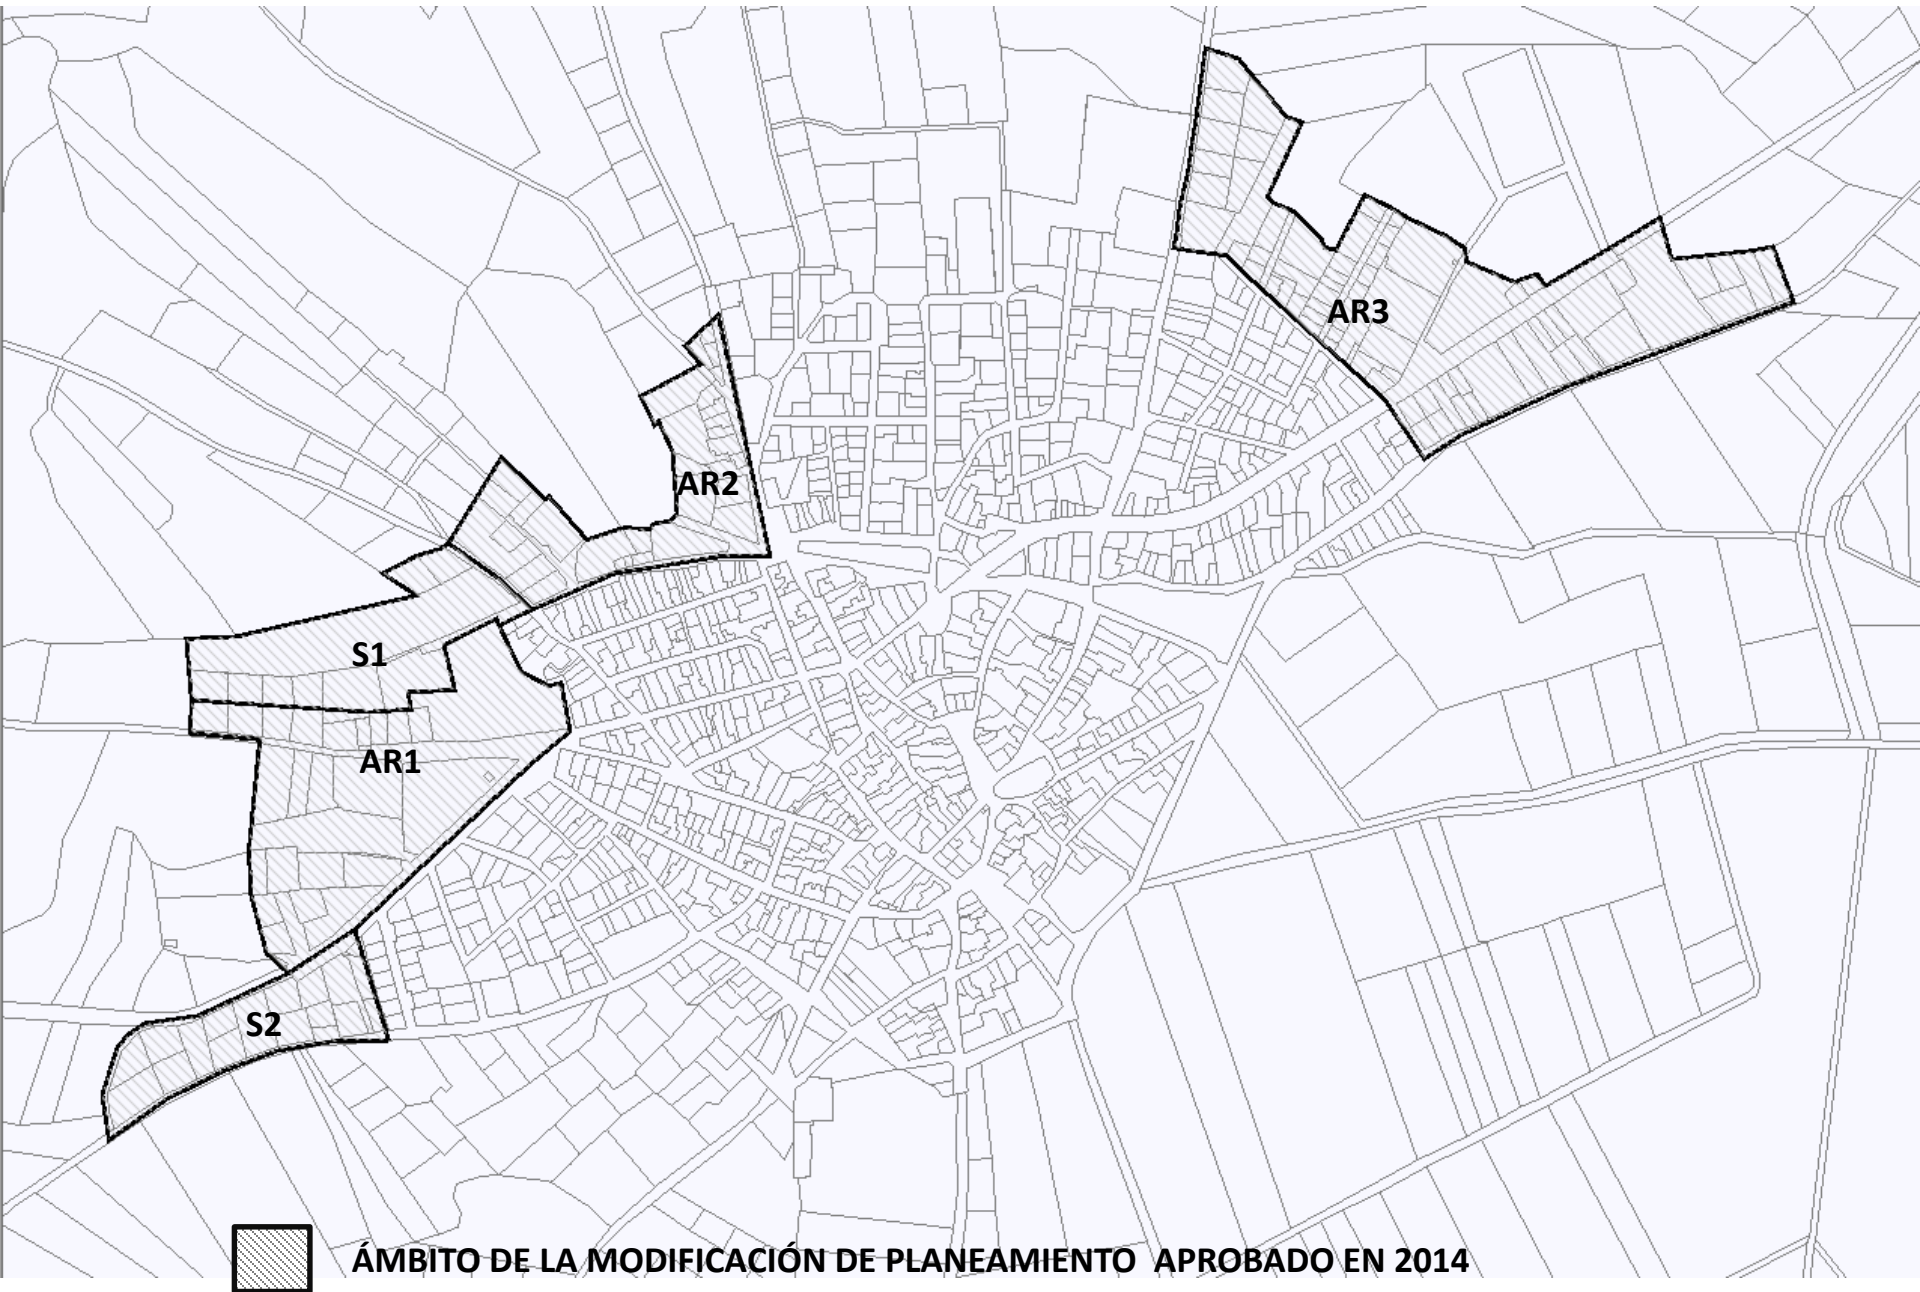 AR3
AR2
S1
AR1
S2
ÁMBITO DE LA MODIFICACIÓN DE PLANEAMIENTO APROBADO EN 2014